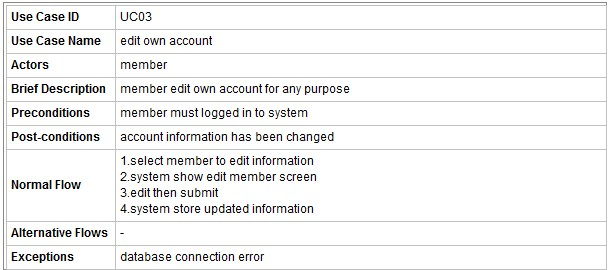 Use Case ID UC03
Use Case Name edit own account
Actors member
Brief Description member edit own account for any purpose
Preconditions member must logged in to system
Post-conditions account information has been changed
Normal Flow
1.select member to edit information
2.system show edit member screen
3.edit then submit
4.system store updated information
Alternative Flows -
Exceptions database connection error